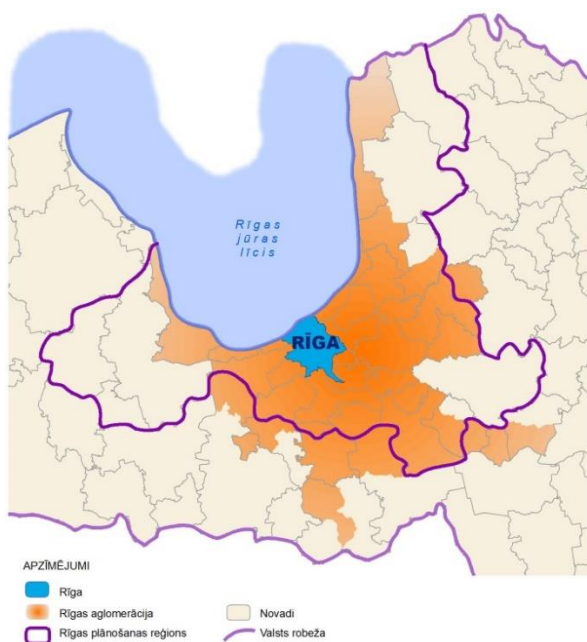 Rīgas
jūras
līcis
RĪGA
APZĪMĒJUMI
Rīga
Rīgas aglomerācija
Novadi
Rīgas plānošanas reģions
Valsts robeža